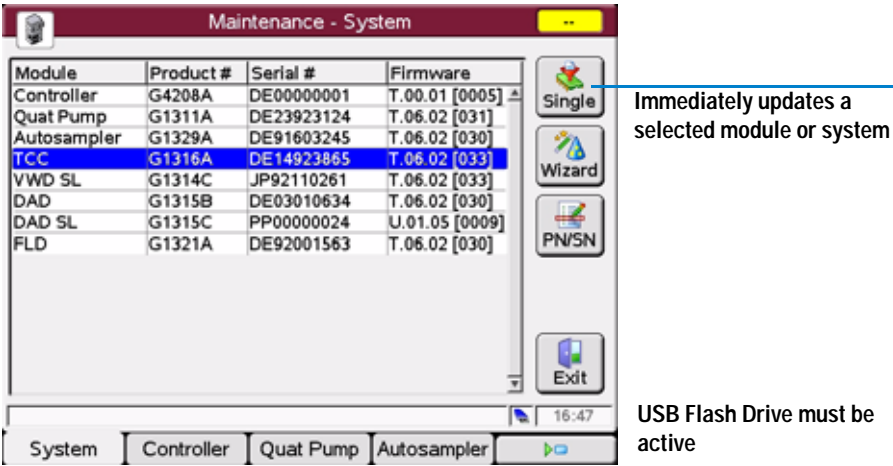 Maintenance - System
--
Module Product # Serial # Firmware
Controller G4208A DE00000001 T.00.01 [0005]
Quat Pump G1311A DE23923124 T.06.02 [031]
Autosampler G1329A DE91603245 T.06.02 [030]
TCC G1316A DE14923865 T.06.02 [033]
VWD SL G1314C JP92110261 T.06.02 [033]
DAD G1315B DE03010634 T.06.02 [030]
DAD SL G1315C PP00000024 U.01.05 [0009]
FLD G1321A DE92001563 T.06.02 [030]
Single
Wizard
PN/SN
Exit
16:47
System Controller Quat Pump Autosampler
Immediately updates a
selected module or system
USB Flash Drive must be
active